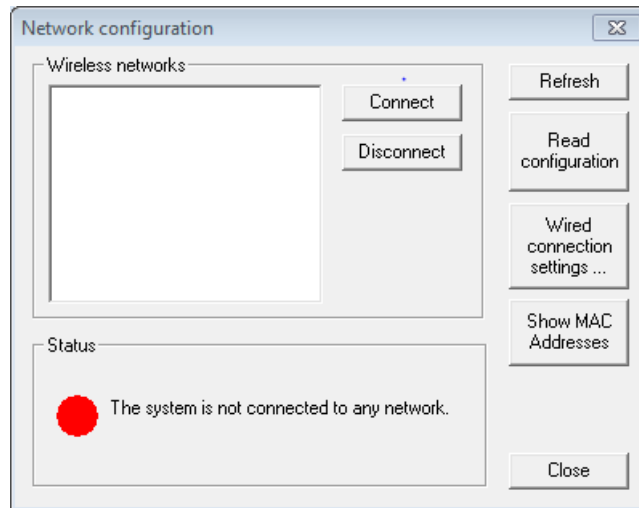 Network configuration
Wireless networks
Connect
Disconnect
Refresh
Read
configuration
Wired
connection
settings ...
Show MAC
Addresses
Status
The system is not connected to any network.
Close